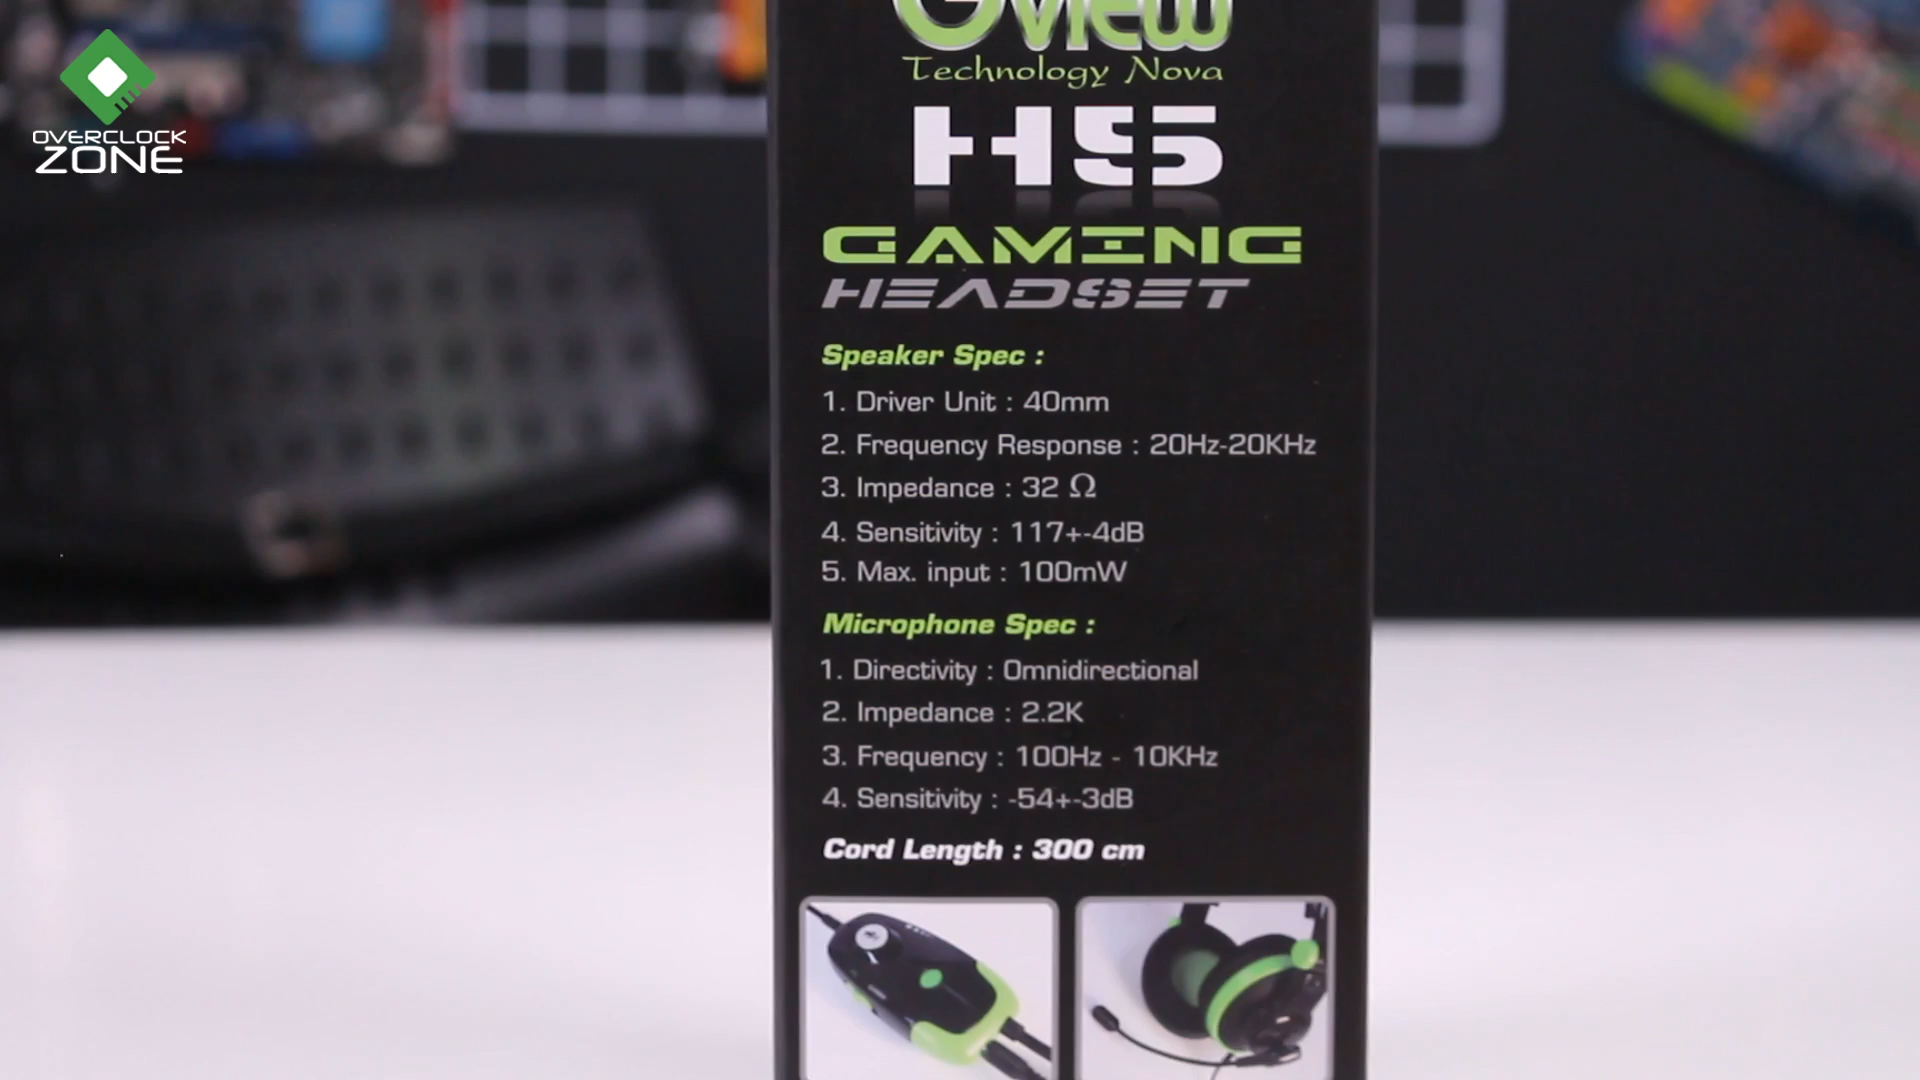 OVERCLOCK
ZONE
Technology Nova
H5
GAMING
HEADSET
Speaker Spec :
1. Driver Unit : 40mm
2. Frequency Response : 20Hz-20KHz
3. Impedance : 32 Ω
4. Sensitivity : 117+-4dB
5. Max. input : 100mW
Microphone Spec :
1. Directivity : Omnidirectional
2. Impedance : 2.2K
3. Frequency : 100Hz - 10KHz
4. Sensitivity : -54+-3dB
Cord Length : 300 cm